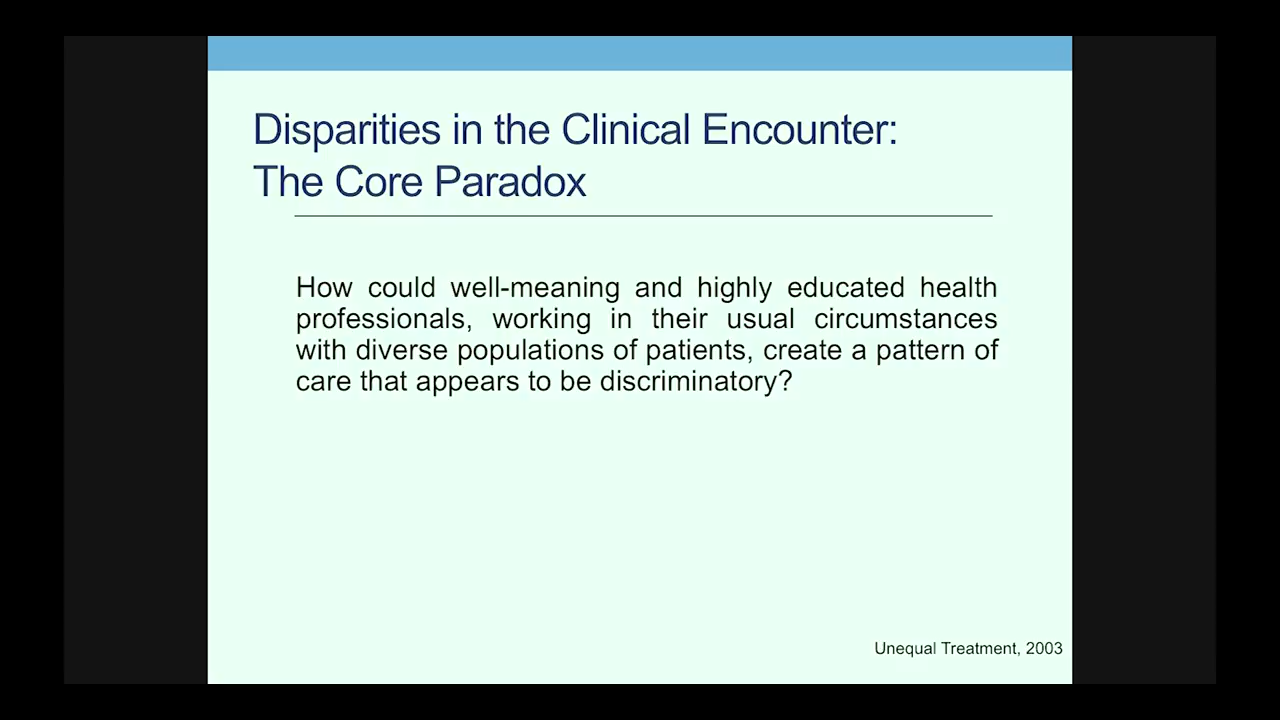 Disparities in the Clinical Encounter:
The Core Paradox
How could well-meaning and highly educated health
professionals, working in their usual circumstances
with diverse populations of patients, create a pattern of
care that appears to be discriminatory?
Unequal Treatment, 2003